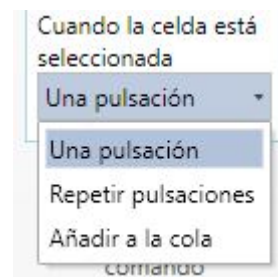 Cuando la celda está
seleccionada
Una pulsación
Una pulsación
Repetir pulsaciones
Añadir a la cola
comando